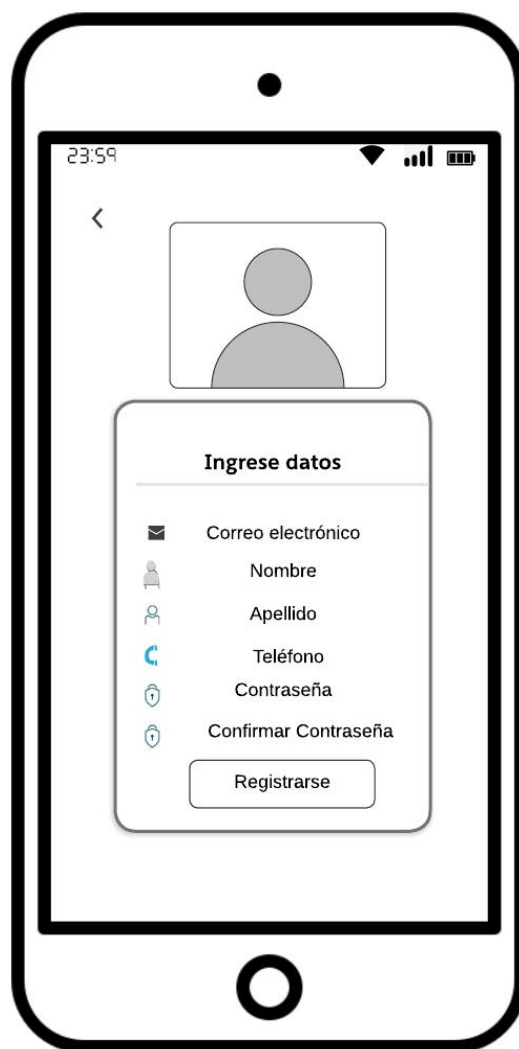 23:59
Ingrese datos
Correo electrónico
Nombre
Apellido
Teléfono
Contraseña
Confirmar Contraseña
Registrarse